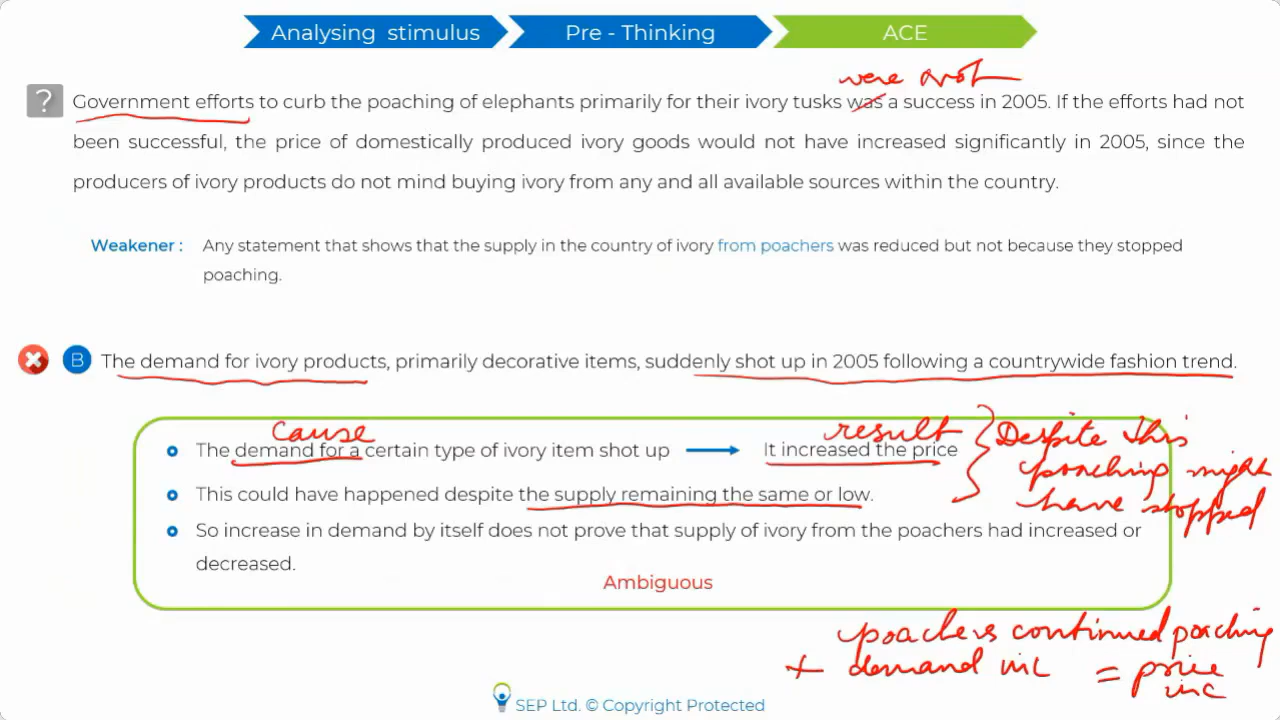 Analysing stimulus
Pre - Thinking
ACE
were not
? Government efforts to curb the poaching of elephants primarily for their ivory tusks was a success in 2005. If the efforts had not
been successful, the price of domestically produced ivory goods would not have increased significantly in 2005, since the
producers of ivory products do not mind buying ivory from any and all available sources within the country.
Weakener : Any statement that shows that the supply in the country of ivory from poachers was reduced but not because they stopped
poaching.
B The demand for ivory products, primarily decorative items, suddenly shot up in 2005 following a countrywide fashion trend.
cause
result
The demand for a certain type of ivory item shot up It increased the price
Despite this
poaching might
have stopped
This could have happened despite the supply remaining the same or low.
So increase in demand by itself does not prove that supply of ivory from the poachers had increased or
decreased.
Ambiguous
poachers continued poaching
+ demand inc = price
inc
SEP Ltd. © Copyright Protected